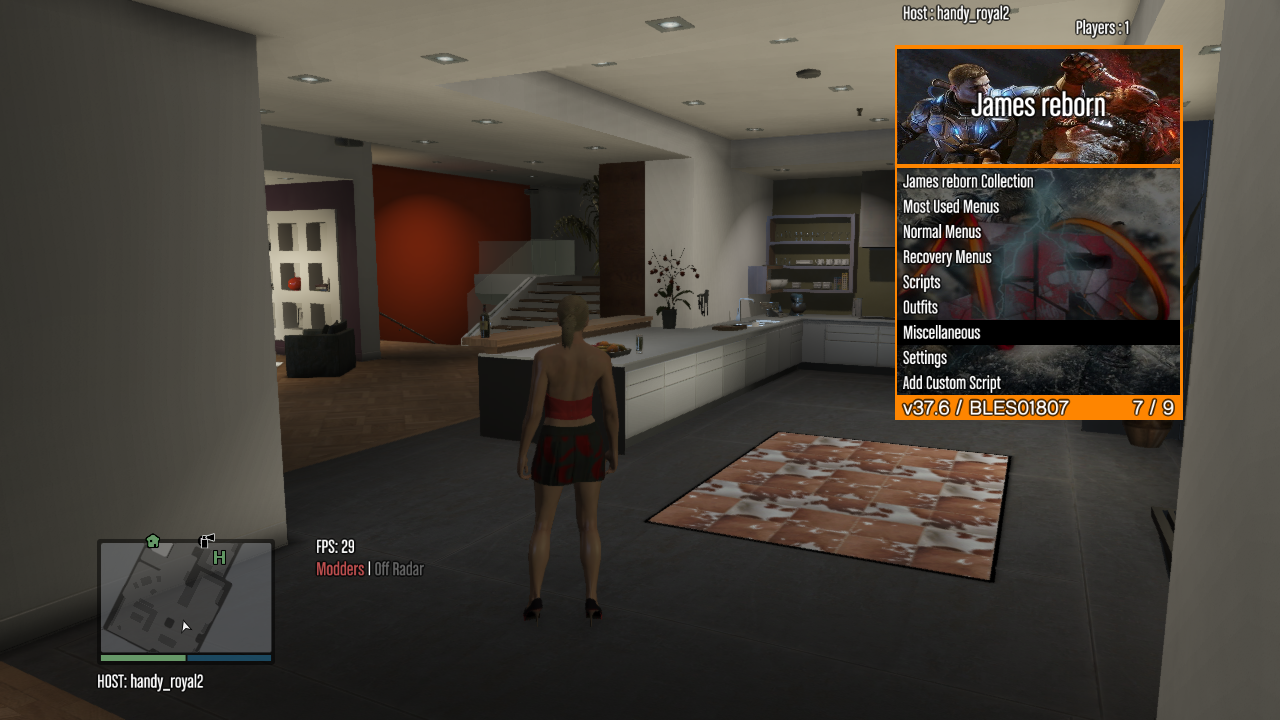 Host : handy_royal2
Players : 1
James reborn
James reborn Collection
Most Used Menus
Normal Menus
Recovery Menus
Scripts
Outfits
Miscellaneous
Settings
Add Custom Script
v37.6 / BLES01807 7 / 9
H
FPS: 29
Modders | Off Radar
HOST: handy_royal2